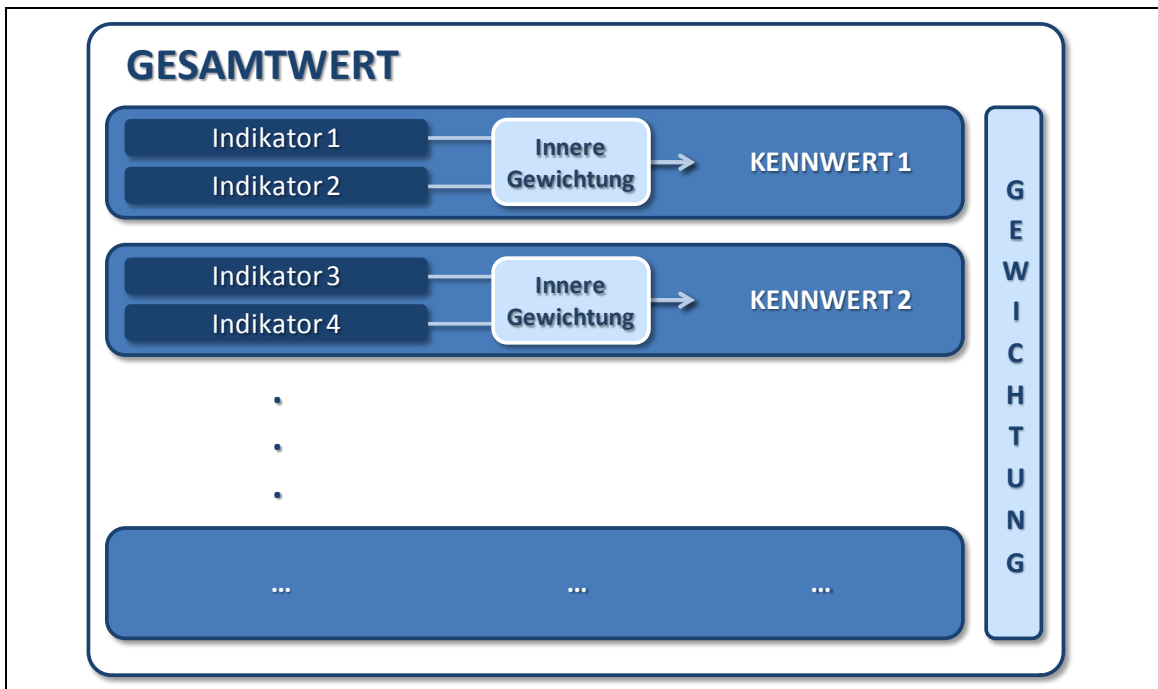 GESAMTWERT
Indikator 1
Indikator 2
Innere
Gewichtung
KENNWERT 1
Indikator 3
Indikator 4
Innere
Gewichtung
KENNWERT 2
.
.
.
... ... ...
G
E
W
I
C
H
T
U
N
G